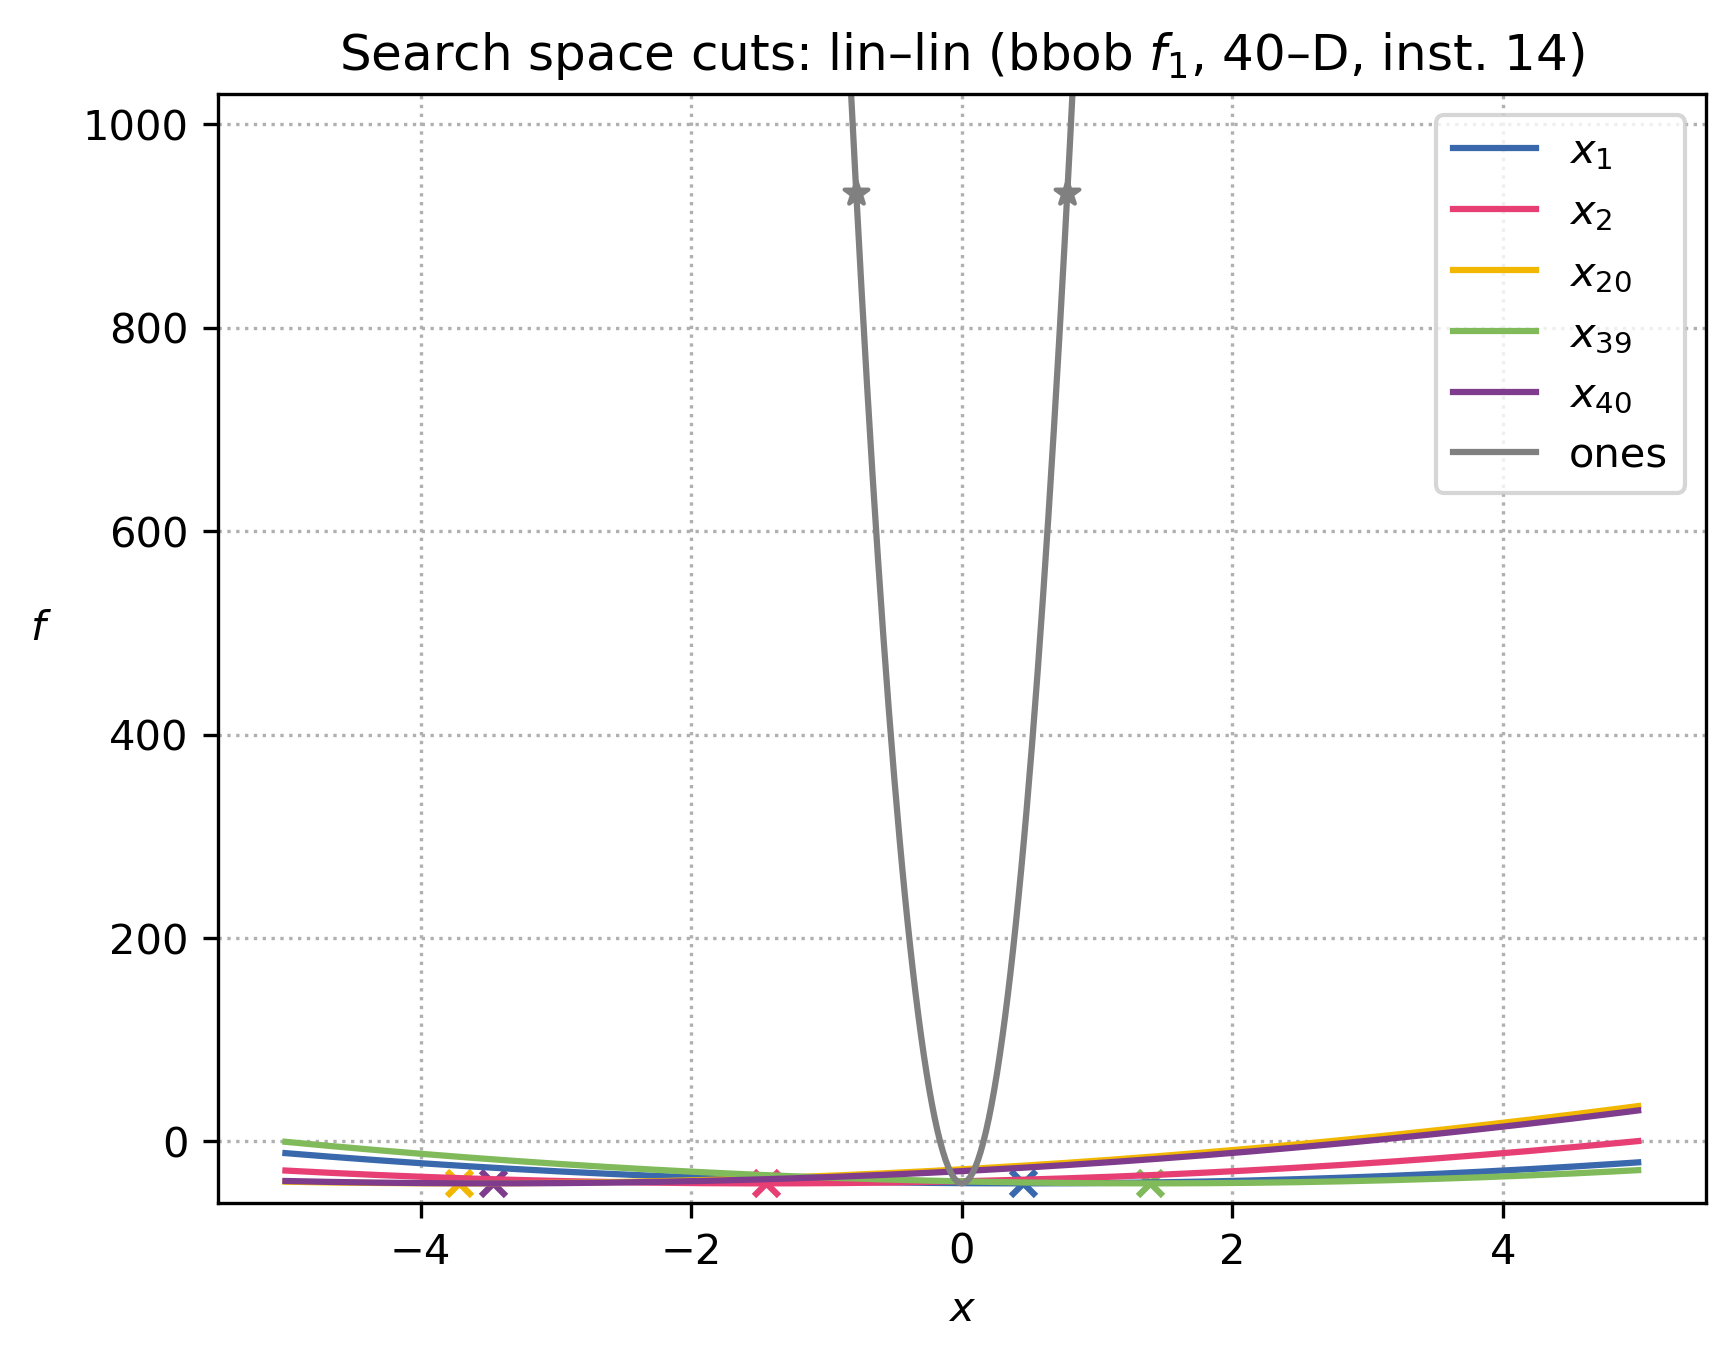 Search space cuts: lin–lin (bbob f₁, 40–D, inst. 14)
1000
800
600
400
200
0
f
−4
−2
0
2
4
x
x₁
x₂
x₂₀
x₃₉
x₄₀
ones